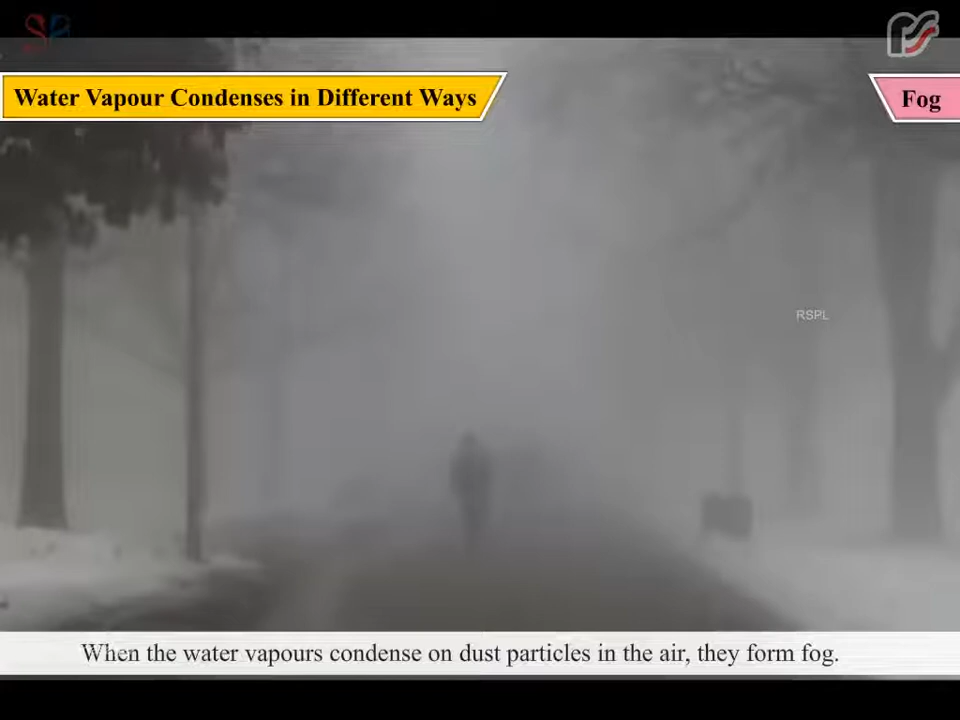 Water Vapour Condenses in Different Ways
Fog
RSPL
When the water vapours condense on dust particles in the air, they form fog.